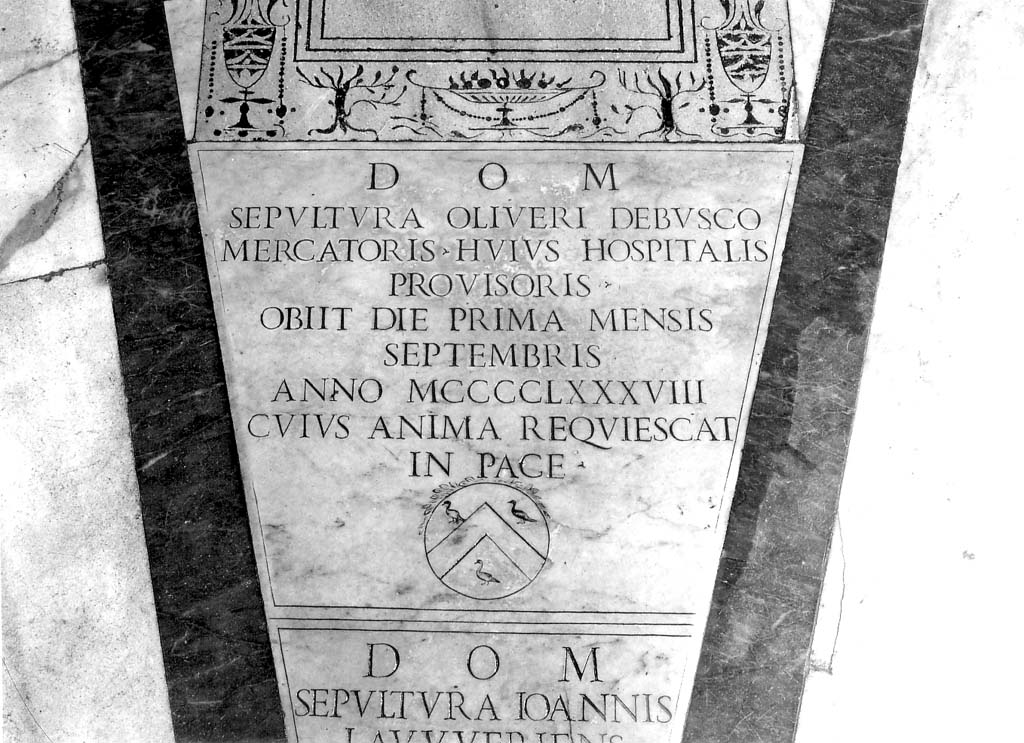 D O M
SEPVLTVRA OLIVERI DEBVSCO
MERCATORIS · HVIVS HOSPITALIS
PROVISORIS ·
OBIIT DIE PRIMA MENSIS
SEPTEMBRIS
ANNO MCCCCCLXXXVIII
CVIVS ANIMA REQVIESCAT
IN PACE ·
D O M
SEPVLTVRA IOANNIS